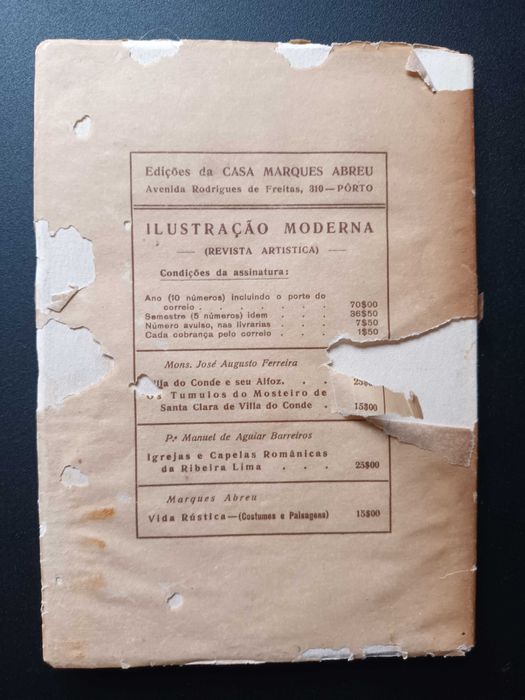 Edições da CASA MARQUES ABREU
Avenida Rodrigues de Freitas, 310 — PÔRTO
ILUSTRAÇÃO MODERNA
— (REVISTA ARTISTICA) —
Condições da assinatura:
Ano (10 números) incluindo o porte do
correio . . . . . . . 70$00
Semestre (5 números) idem . . . 36$50
Número avulso, nas livrarias . . . 7$50
Cada cobrança pelo correio . . . 1$50
Mons. José Augusto Ferreira
Villa do Conde e seu Alfoz. . .
Os Tumulos do Mosteiro de
Santa Clara de Villa do Conde . 15$00
P.e Manuel de Aguiar Barreiros
Igrejas e Capelas Românicas
da Ribeira Lima . . . 25$00
Marques Abreu
Vida Rústica — (Costumes e Paisagens) 15$00